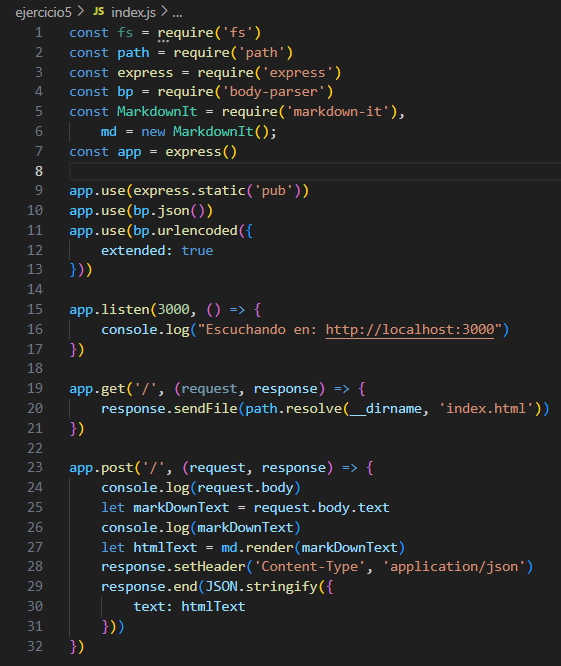 ejercicio5 > JS index.js > ...
1 const fs = require('fs')
2 const path = require('path')
3 const express = require('express')
4 const bp = require('body-parser')
5 const MarkdownIt = require('markdown-it'),
6     md = new MarkdownIt();
7 const app = express()
8
9 app.use(express.static('pub'))
10 app.use(bp.json())
11 app.use(bp.urlencoded({
12     extended: true
13 }))
14
15 app.listen(3000, () => {
16     console.log("Escuchando en: http://localhost:3000")
17 })
18
19 app.get('/', (request, response) => {
20     response.sendFile(path.resolve(__dirname, 'index.html'))
21 })
22
23 app.post('/', (request, response) => {
24     console.log(request.body)
25     let markDownText = request.body.text
26     console.log(markDownText)
27     let htmlText = md.render(markDownText)
28     response.setHeader('Content-Type', 'application/json')
29     response.end(JSON.stringify({
30         text: htmlText
31     }))
32 })